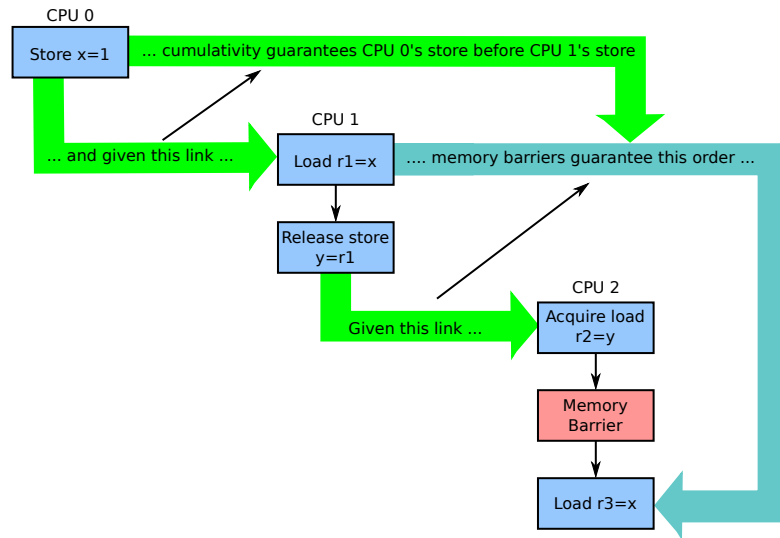 CPU 0
Store x=1
... cumulativity guarantees CPU 0's store before CPU 1's store
CPU 1
... and given this link ...
Load r1=x
.... memory barriers guarantee this order ...
Release store
y=r1
CPU 2
Given this link ...
Acquire load
r2=y
Memory
Barrier
Load r3=x